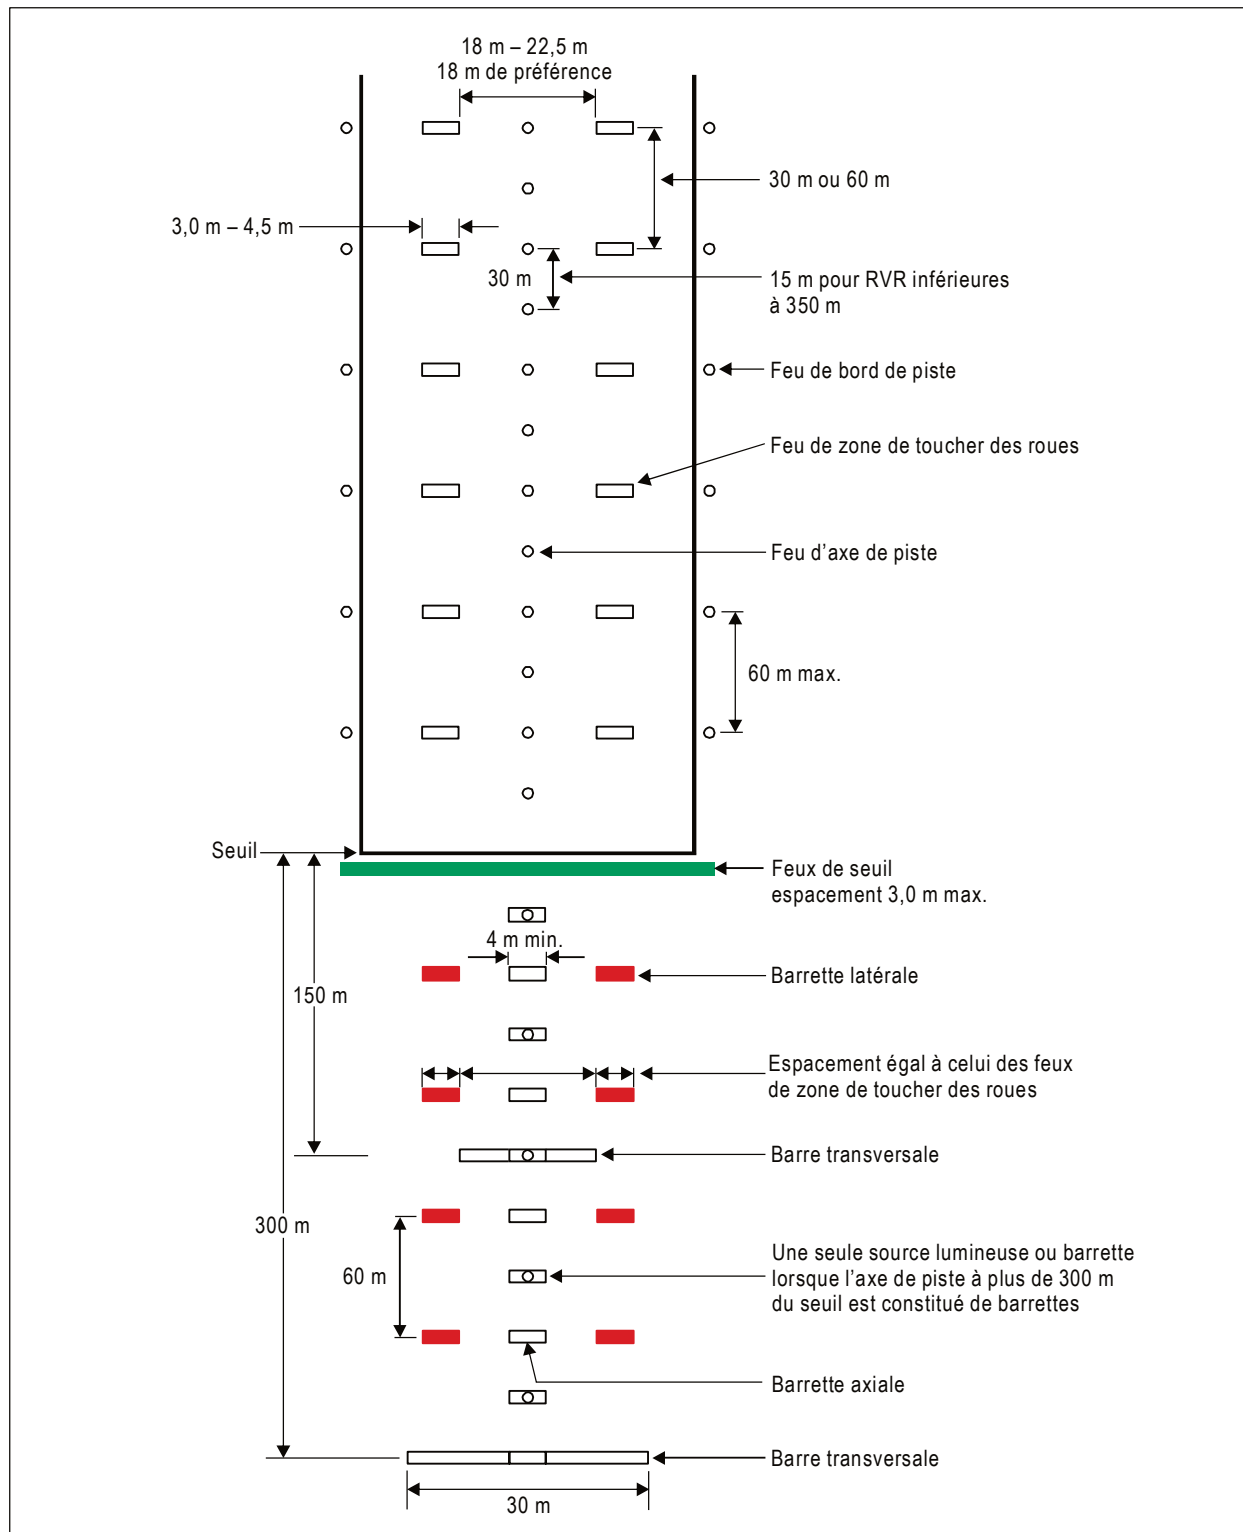 18 m – 22,5 m
18 m de préférence
30 m ou 60 m
3,0 m – 4,5 m
30 m
15 m pour RVR inférieures
à 350 m
Feu de bord de piste
Feu de zone de toucher des roues
Feu d’axe de piste
60 m max.
Seuil
Feux de seuil
espacement 3,0 m max.
4 m min.
Barrette latérale
150 m
Espacement égal à celui des feux
de zone de toucher des roues
Barre transversale
300 m
60 m
Une seule source lumineuse ou barrette
lorsque l’axe de piste à plus de 300 m
du seuil est constitué de barrettes
Barrette axiale
Barre transversale
30 m